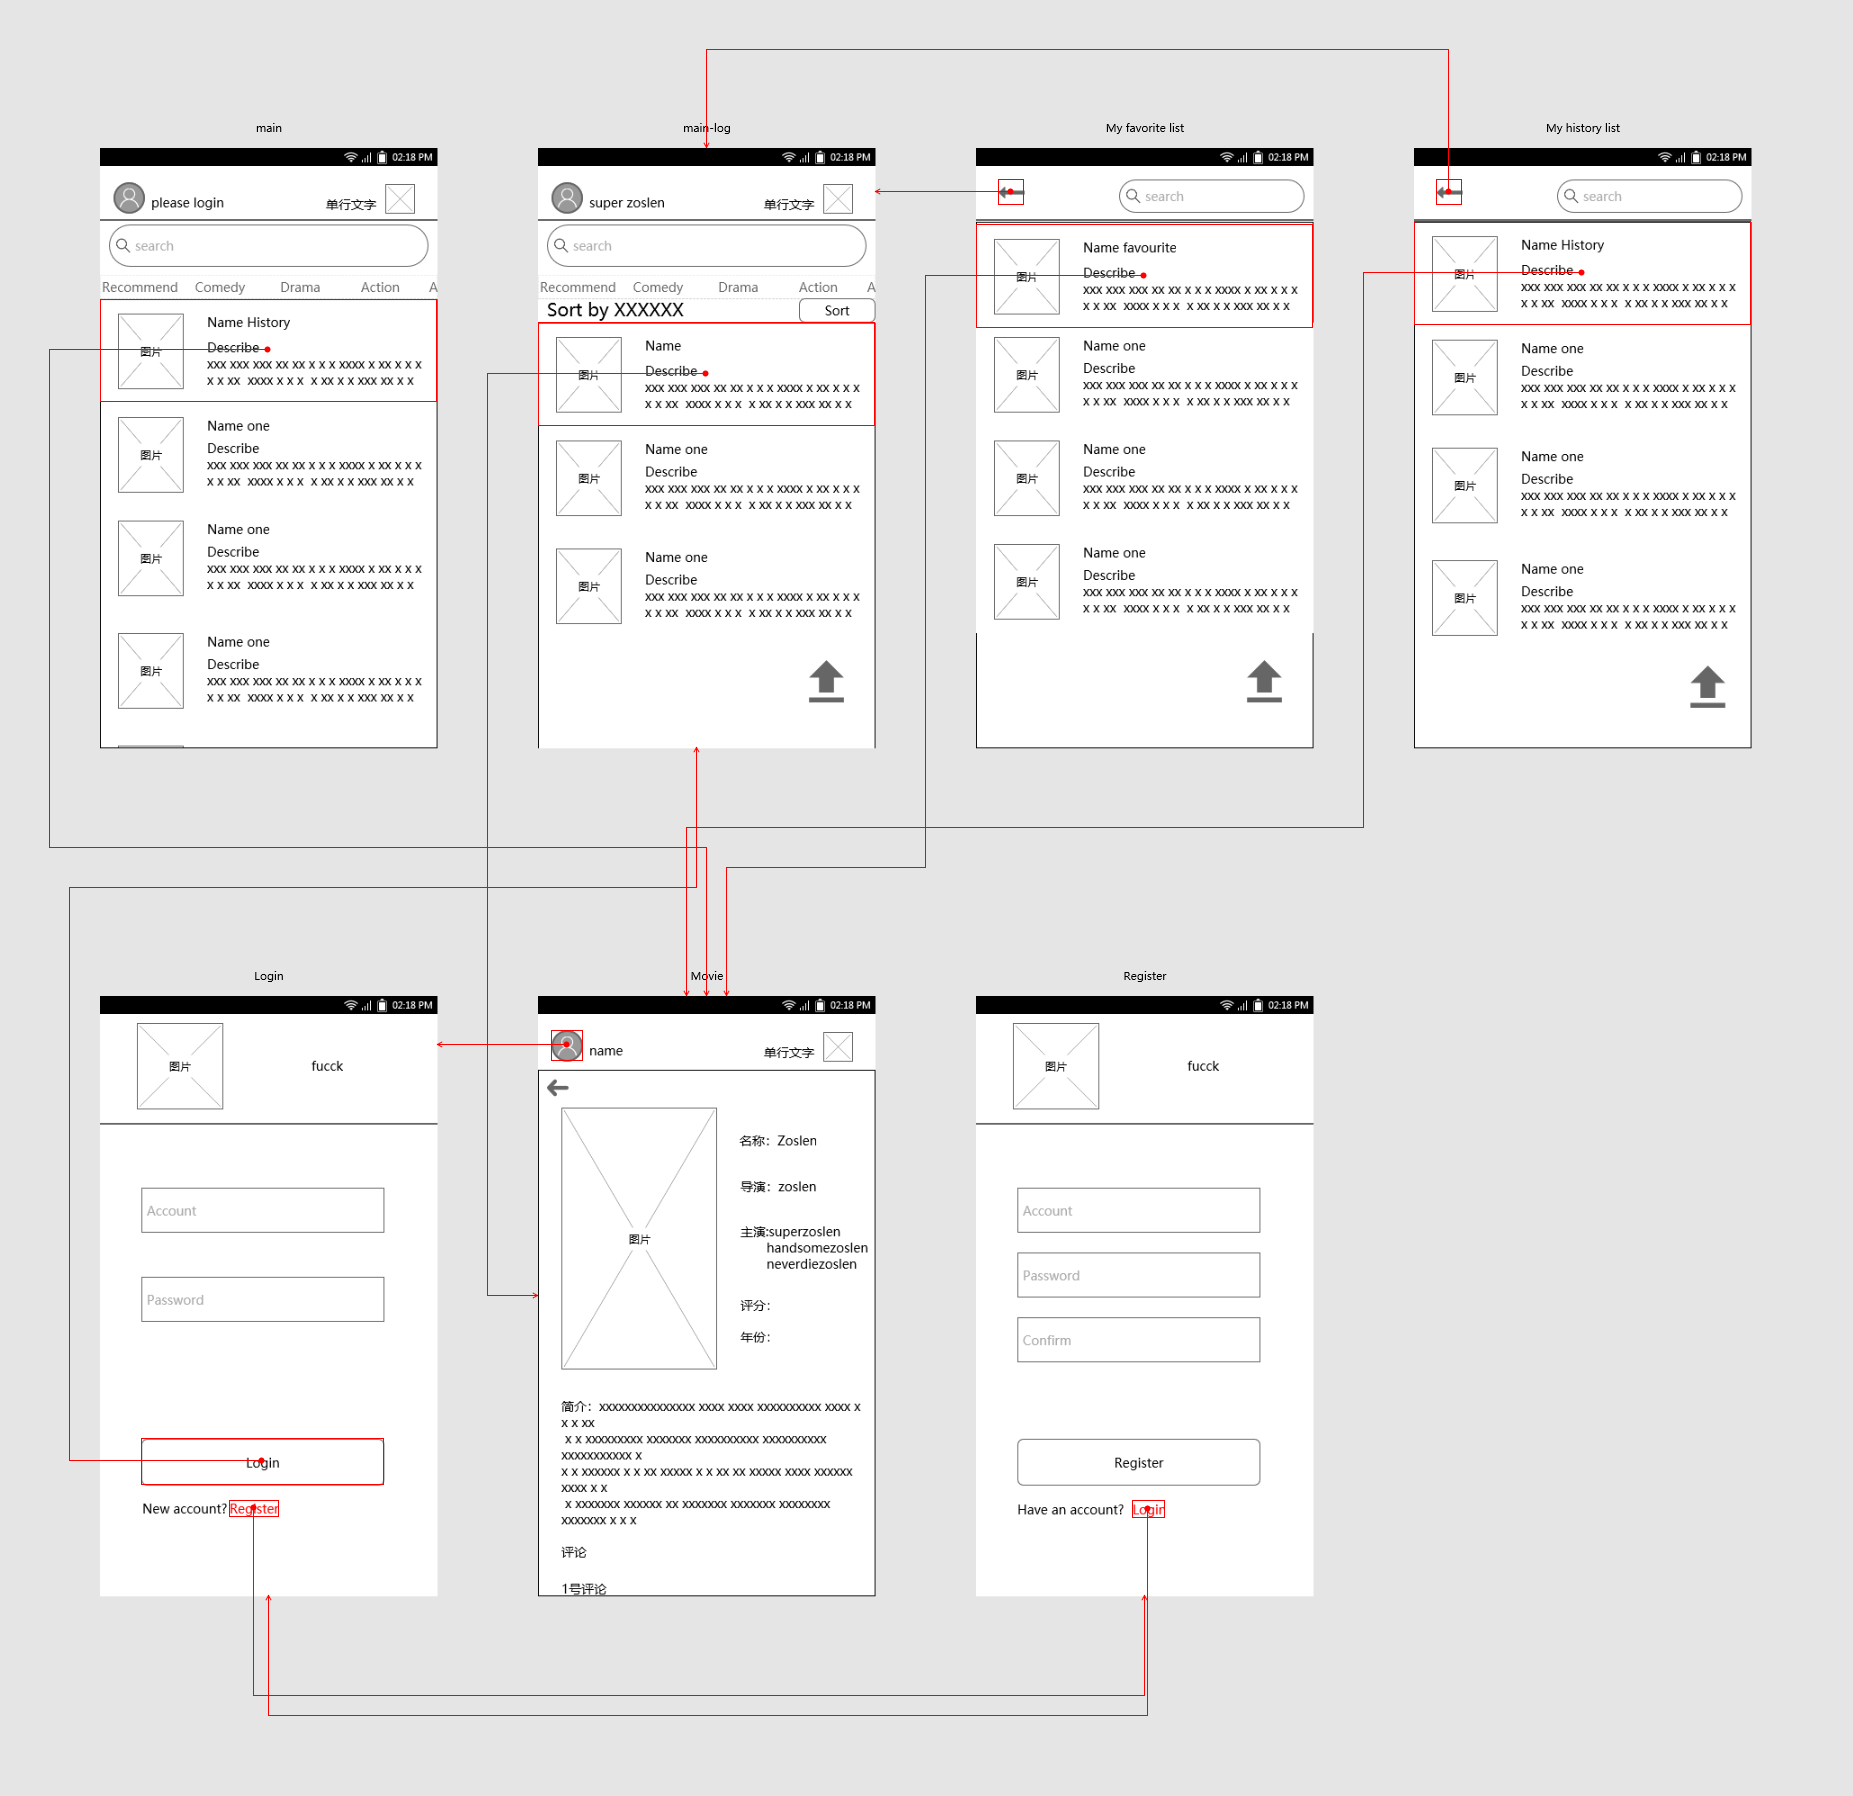 main
02:18 PM
please login
单行文字
search
Recommend Comedy Drama Action A
图片
Name History
Describe
xxx xxx xxx xx xx x x x x xxxx x xx x x x x
x x xx xxxx x x x x xx x x xxx xx x x
图片
Name one
Describe
xxx xxx xxx xx xx x x x x xxxx x xx x x x x
x x xx xxxx x x x x xx x x xxx xx x x
图片
Name one
Describe
xxx xxx xxx xx xx x x x x xxxx x xx x x x x
x x xx xxxx x x x x xx x x xxx xx x x
图片
Name one
Describe
xxx xxx xxx xx xx x x x x xxxx x xx x x x x
x x xx xxxx x x x x xx x x xxx xx x x
main-log
02:18 PM
super zoslen
单行文字
search
Recommend Comedy Drama Action A
Sort by XXXXXX
Sort
图片
Name
Describe
xxx xxx xxx xx xx x x x x xxxx x xx x x x x
x x xx xxxx x x x x xx x x xxx xx x x
图片
Name one
Describe
xxx xxx xxx xx xx x x x x xxxx x xx x x x x
x x xx xxxx x x x x xx x x xxx xx x x
图片
Name one
Describe
xxx xxx xxx xx xx x x x x xxxx x xx x x x x
x x xx xxxx x x x x xx x x xxx xx x x
My favorite list
02:18 PM
search
图片
Name favourite
Describe
xxx xxx xxx xx xx x x x x xxxx x xx x x x x
x x xx xxxx x x x x xx x x xxx xx x x
图片
Name one
Describe
xxx xxx xxx xx xx x x x x xxxx x xx x x x x
x x xx xxxx x x x x xx x x xxx xx x x
图片
Name one
Describe
xxx xxx xxx xx xx x x x x xxxx x xx x x x x
x x xx xxxx x x x x xx x x xxx xx x x
图片
Name one
Describe
xxx xxx xxx xx xx x x x x xxxx x xx x x x x
x x xx xxxx x x x x xx x x xxx xx x x
My history list
02:18 PM
search
图片
Name History
Describe
xxx xxx xxx xx xx x x x x xxxx x xx x x x x
x x xx xxxx x x x x xx x x xxx xx x x
图片
Name one
Describe
xxx xxx xxx xx xx x x x x xxxx x xx x x x x
x x xx xxxx x x x x xx x x xxx xx x x
图片
Name one
Describe
xxx xxx xxx xx xx x x x x xxxx x xx x x x x
x x xx xxxx x x x x xx x x xxx xx x x
图片
Name one
Describe
xxx xxx xxx xx xx x x x x xxxx x xx x x x x
x x xx xxxx x x x x xx x x xxx xx x x
Login
02:18 PM
图片
fucck
Account
Password
Login
New account? Register
Movie
02:18 PM
name
单行文字
图片
名称：Zoslen
导演：zoslen
主演:superzoslen
handsomezoslen
neverdiezoslen
评分：
年份：
简介：xxxxxxxxxxxxxxx xxxx xxxx xxxxxxxxxx xxxx x
x x xx
x x xxxxxxxxx xxxxxxx xxxxxxxxxx xxxxxxxxxx
xxxxxxxxxxx x
x x xxxxxx x x xx xxxxx x x xx xx xxxxx xxxx xxxxxx
xxxx x x
x xxxxxxx xxxxxx xx xxxxxxx xxxxxxx xxxxxxxx
xxxxxxx x x x
评论
1号评论
Register
02:18 PM
图片
fucck
Account
Password
Confirm
Register
Have an account? Login